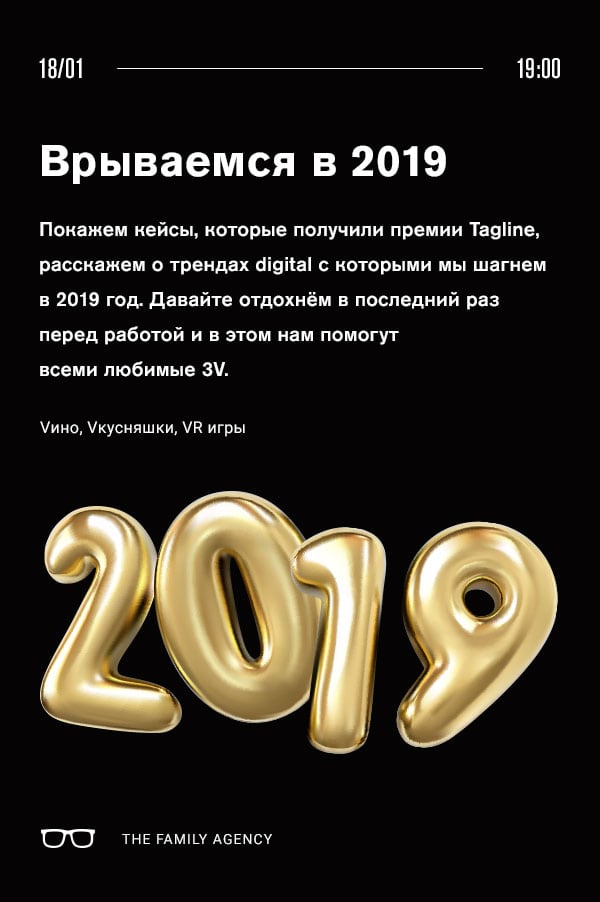 18/01 19:00
Врываемся в 2019
Покажем кейсы, которые получили премии Tagline,
расскажем о трендах digital с которыми мы шагнем
в 2019 год. Давайте отдохнём в последний раз
перед работой и в этом нам помогут
всеми любимые 3V.
Vино, Vкусняшки, VR игры
2019
THE FAMILY AGENCY